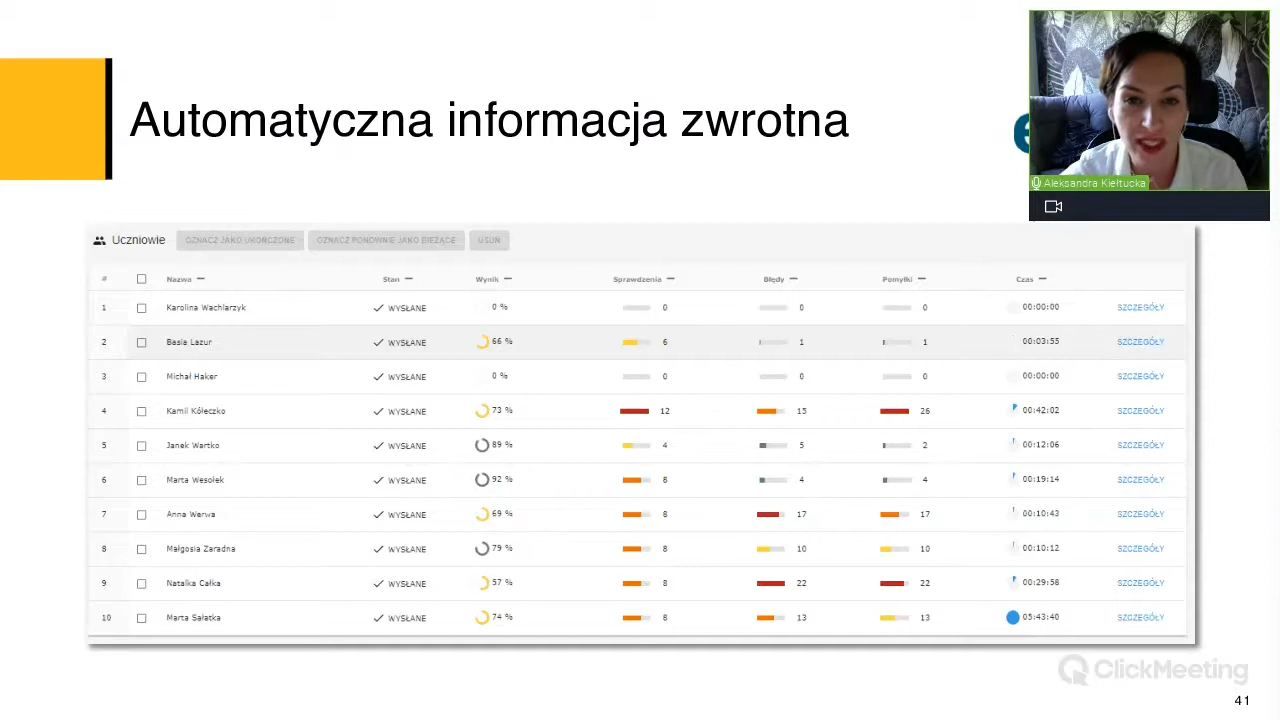 Automatyczna informacja zwrotna
Aleksandra Kiełtucka
Uczniowie OZNACZ JAKO UKOŃCZONE OZNACZ PONOWNIE JAKO BIEŻĄCE USUŃ
# Nazwa Stan Wynik Sprawdzenia Błędy Pomyłki Czas
1 Karolina Wachlarzyk WYSŁANE 0 % 0 0 0 00:00:00 SZCZEGÓŁY
2 Basia Lazur WYSŁANE 66 % 6 1 1 00:03:55 SZCZEGÓŁY
3 Michał Haker WYSŁANE 0 % 0 0 0 00:00:00 SZCZEGÓŁY
4 Kamil Kółeczko WYSŁANE 73 % 12 15 26 00:42:02 SZCZEGÓŁY
5 Janek Wartko WYSŁANE 89 % 4 5 2 00:12:06 SZCZEGÓŁY
6 Marta Wesołek WYSŁANE 92 % 8 4 4 00:19:14 SZCZEGÓŁY
7 Anna Werwa WYSŁANE 69 % 8 17 17 00:10:43 SZCZEGÓŁY
8 Małgosia Zaradna WYSŁANE 79 % 8 10 10 00:10:12 SZCZEGÓŁY
9 Natalka Całka WYSŁANE 57 % 8 22 22 00:29:58 SZCZEGÓŁY
10 Marta Sałatka WYSŁANE 74 % 8 13 13 05:43:40 SZCZEGÓŁY
ClickMeeting
41